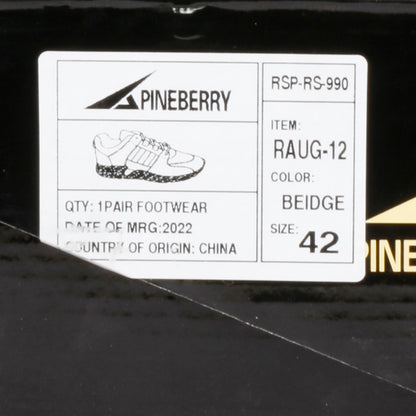 PINEBERRY
RSP-RS-990
ITEM:
RAUG-12
COLOR:
BEIDGE
SIZE: 42
QTY: 1PAIR FOOTWEAR
DATE OF MRG:2022
COUNTRY OF ORIGIN: CHINA
PINE